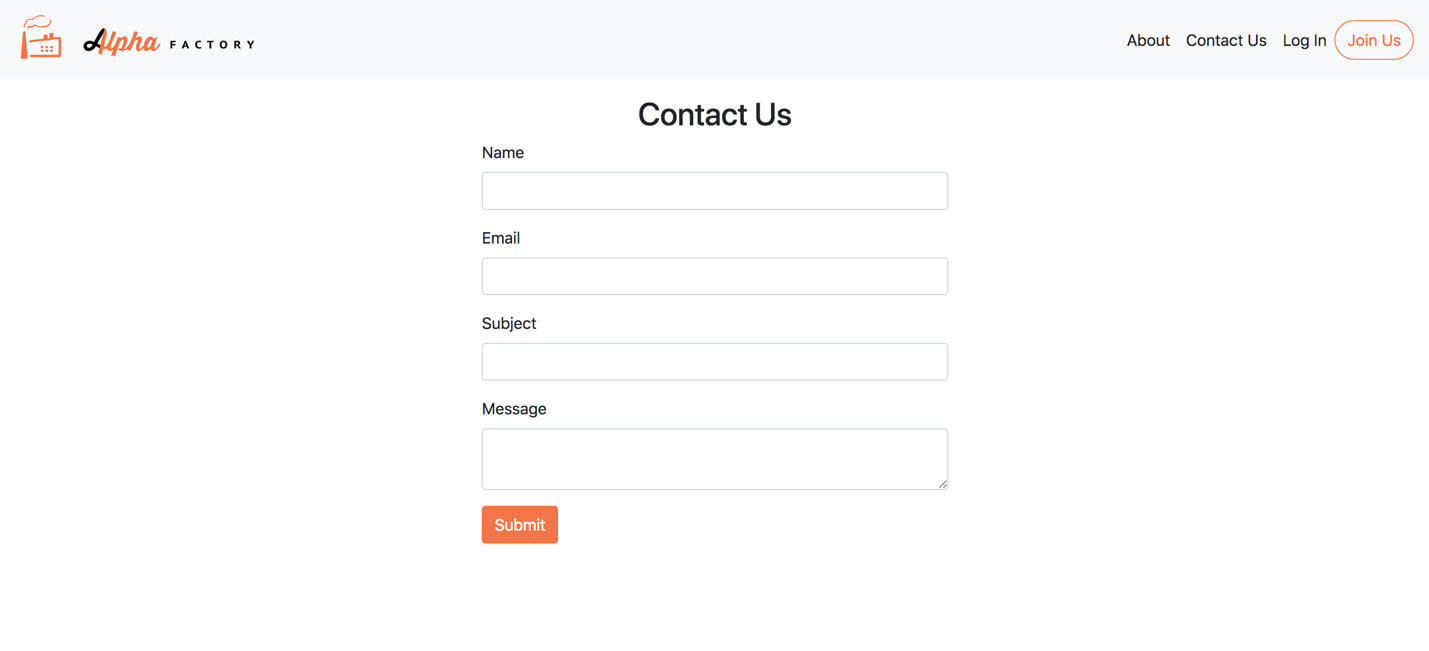 Alpha FACTORY
About Contact Us Log In Join Us
Contact Us
Name
Email
Subject
Message
Submit